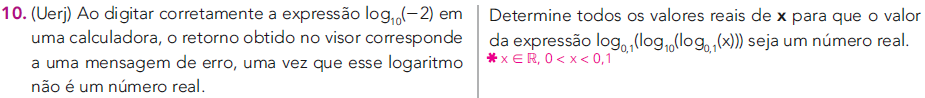 10. (Uerj) Ao digitar corretamente a expressão log₁₀(−2) em
uma calculadora, o retorno obtido no visor corresponde
a uma mensagem de erro, uma vez que esse logaritmo
não é um número real.
Determine todos os valores reais de x para que o valor
da expressão log₀,₁(log₁₀(log₀,₁(x))) seja um número real.
✱ x ∈ ℝ, 0 < x < 0,1